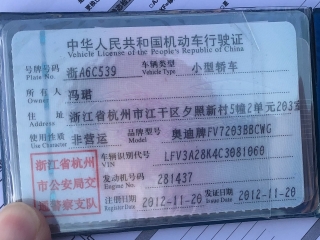 中华人民共和国机动车行驶证
Vehicle License of the People's Republic of China
号牌号码 浙A6C539 车辆类型 小型轿车
Plate No. Vehicle Type
所有人 冯珺
Owner
住址 浙江省杭州市江干区夕照新村5幢2单元203室
Address
使用性质 非营运 品牌型号 奥迪牌FV7203BBCWG
Use Character Model
浙江省杭州 车辆识别代号 LFV3A28K4C3081060
VIN
市公安局交 发动机号码 281437
Engine No.
通警察支队 注册日期 2012-11-20 发证日期 2012-11-20
Register Date Issue Date